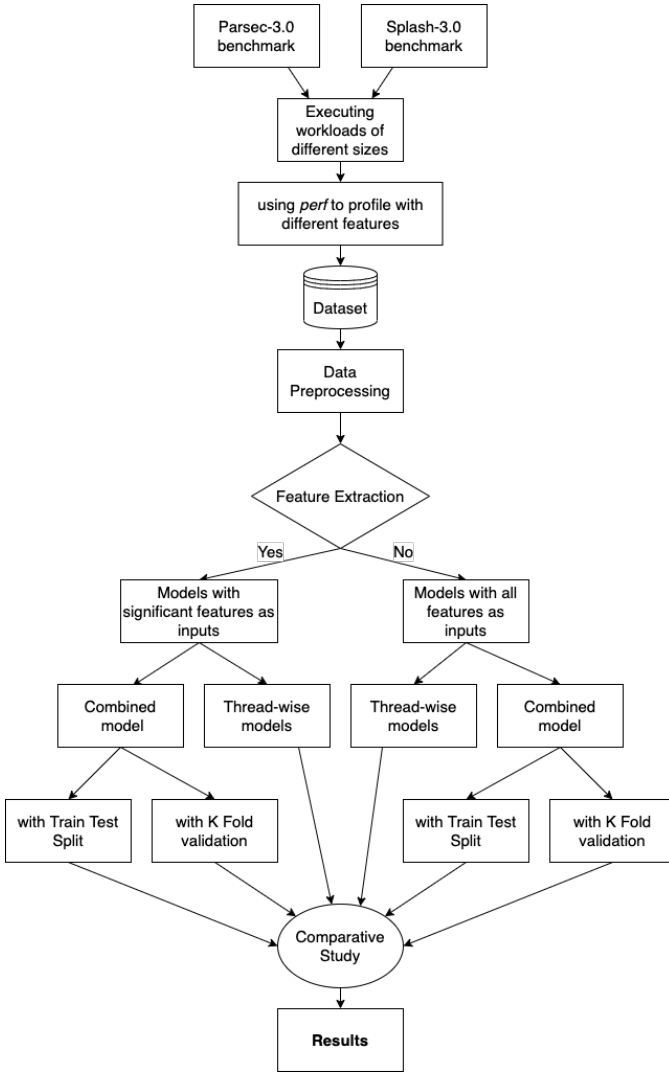 Parsec-3.0
benchmark
Splash-3.0
benchmark
Executing
workloads of
different sizes
using perf to profile with
different features
Dataset
Data
Preprocessing
Feature Extraction
Yes
No
Models with
significant features as
inputs
Models with all
features as
inputs
Combined
model
Thread-wise
models
Thread-wise
models
Combined
model
with Train Test
Split
with K Fold
validation
with Train Test
Split
with K Fold
validation
Comparative
Study
Results